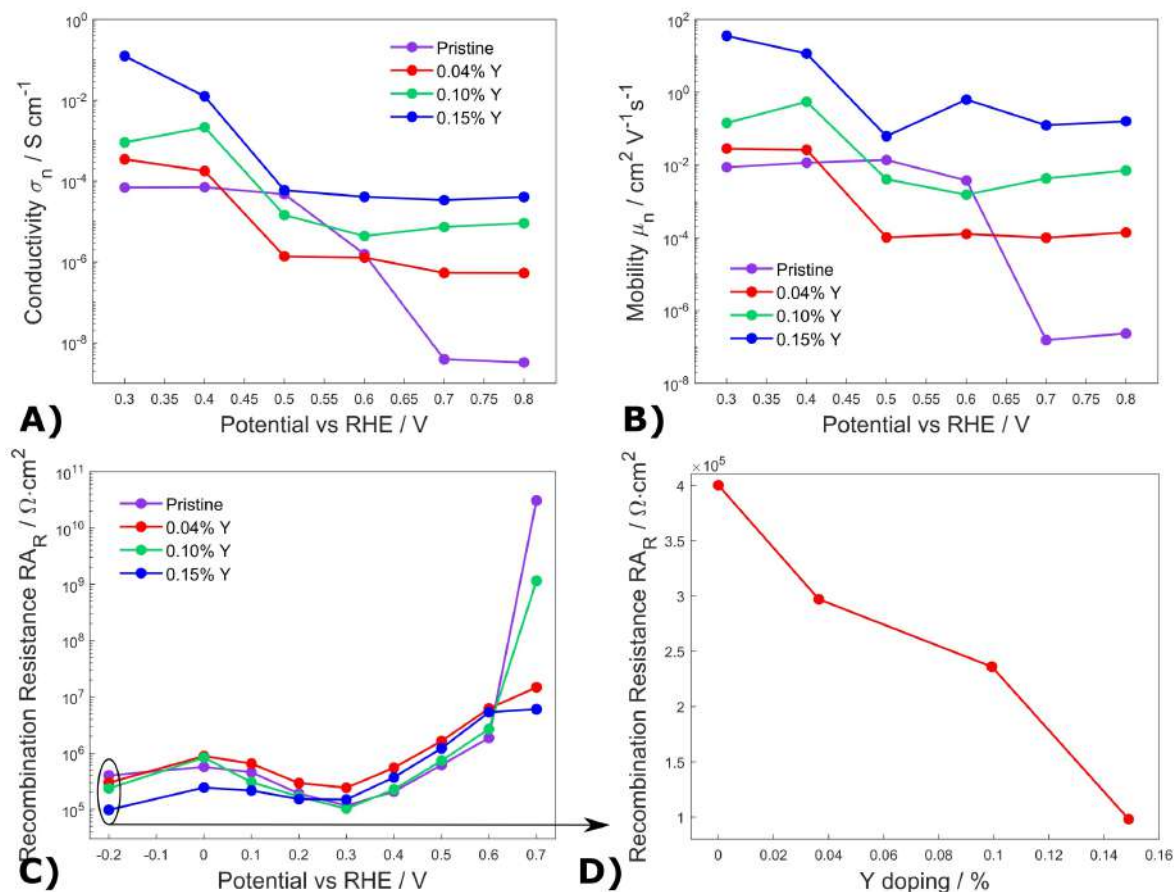 Conductivity σn / S cm-1
10^0
10^-2
10^-4
10^-6
10^-8
Pristine
0.04% Y
0.10% Y
0.15% Y
0.3 0.35 0.4 0.45 0.5 0.55 0.6 0.65 0.7 0.75 0.8
Potential vs RHE / V
A)
Mobility μn / cm2 V-1s-1
10^2
10^0
10^-2
10^-4
10^-6
10^-8
Pristine
0.04% Y
0.10% Y
0.15% Y
0.3 0.35 0.4 0.45 0.5 0.55 0.6 0.65 0.7 0.75 0.8
Potential vs RHE / V
B)
Recombination Resistance RA_R / Ω·cm2
10^11
10^10
10^9
10^8
10^7
10^6
10^5
Pristine
0.04% Y
0.10% Y
0.15% Y
-0.2 -0.1 0 0.1 0.2 0.3 0.4 0.5 0.6 0.7
Potential vs RHE / V
C)
Recombination Resistance RA_R / Ω·cm2
×10^5
4
3.5
3
2.5
2
1.5
1
0 0.02 0.04 0.06 0.08 0.1 0.12 0.14 0.16
Y doping / %
D)